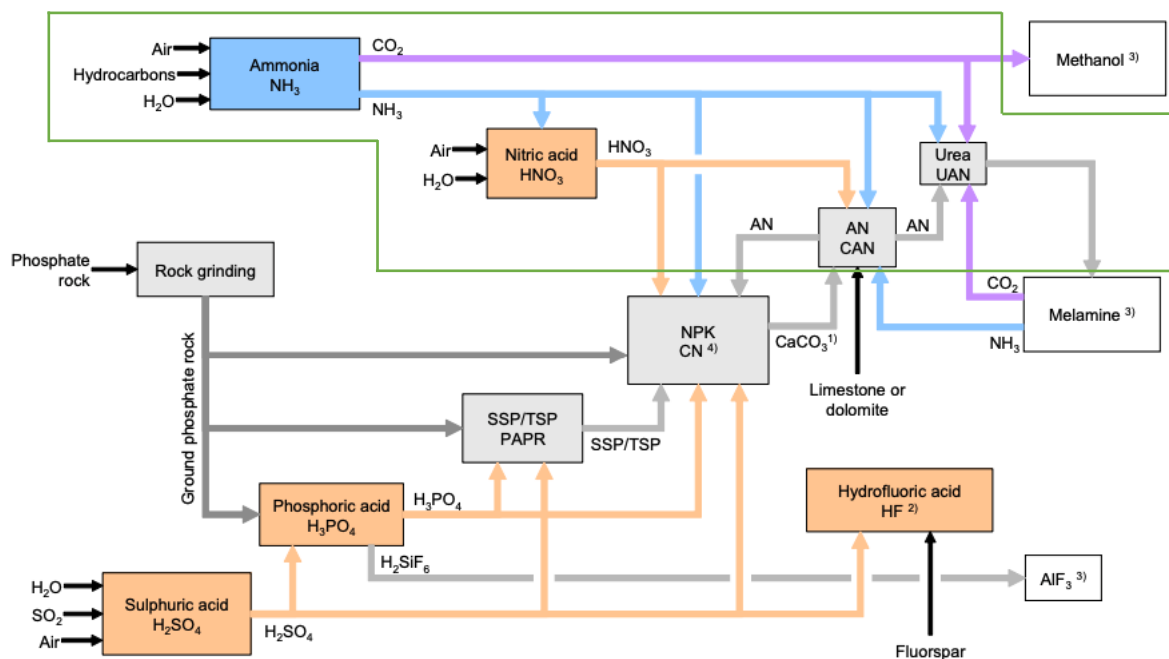 Air
Hydrocarbons
H₂O
Ammonia
NH₃
CO₂
NH₃
Methanol ³⁾
Air
H₂O
Nitric acid
HNO₃
HNO₃
Urea
UAN
AN
AN
CAN
AN
Phosphate
rock
Rock grinding
NPK
CN ⁴⁾
CaCO₃¹⁾
CO₂
NH₃
Melamine ³⁾
Limestone or
dolomite
Ground phosphate rock
SSP/TSP
PAPR
SSP/TSP
Phosphoric acid
H₃PO₄
H₃PO₄
H₂SiF₆
Hydrofluoric acid
HF ²⁾
AlF₃ ³⁾
H₂O
SO₂
Air
Sulphuric acid
H₂SO₄
H₂SO₄
Fluorspar